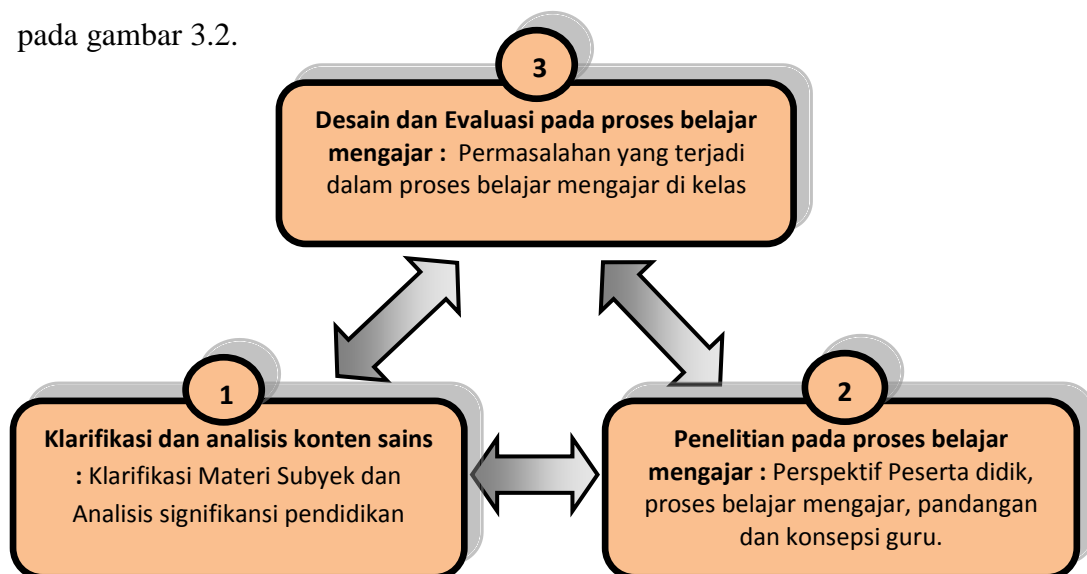 pada gambar 3.2.
3
Desain dan Evaluasi pada proses belajar
mengajar : Permasalahan yang terjadi
dalam proses belajar mengajar di kelas
1
Klarifikasi dan analisis konten sains
: Klarifikasi Materi Subyek dan
Analisis signifikansi pendidikan
2
Penelitian pada proses belajar
mengajar : Perspektif Peserta didik,
proses belajar mengajar, pandangan
dan konsepsi guru.